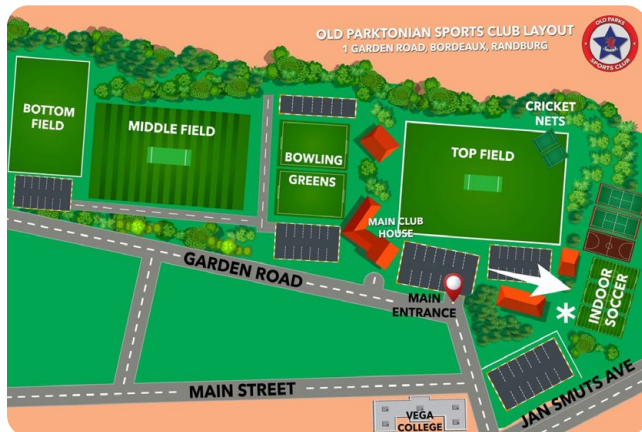 OLD PARKTONIAN SPORTS CLUB LAYOUT
1 GARDEN ROAD, BORDEAUX, RANDBURG
OLD PARKS
SPORTS CLUB
BOTTOM
FIELD
MIDDLE FIELD
BOWLING
GREENS
TOP FIELD
CRICKET
NETS
MAIN CLUB
HOUSE
GARDEN ROAD
MAIN
ENTRANCE
INDOOR
SOCCER
*
MAIN STREET
VEGA
COLLEGE
JAN SMUTS AVE